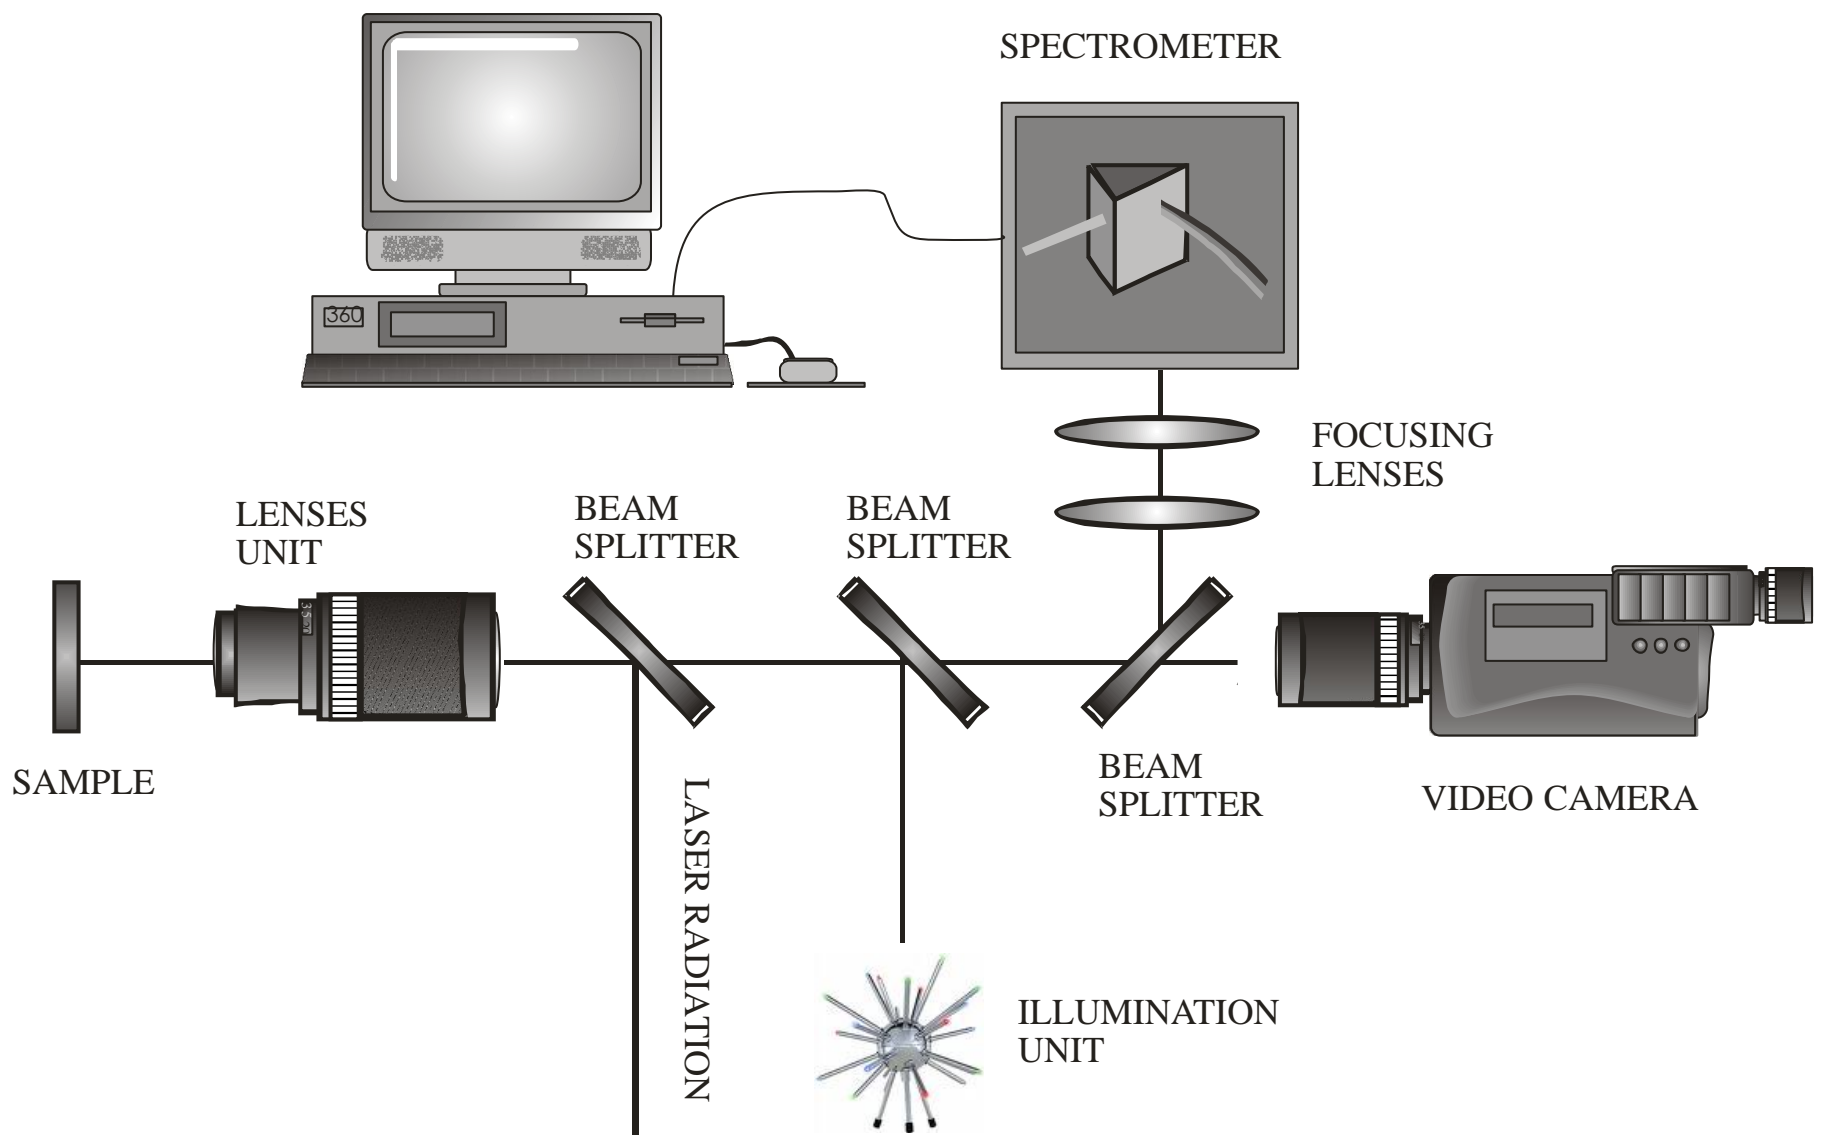 SPECTROMETER
360
FOCUSING
LENSES
LENSES
UNIT
BEAM
SPLITTER
BEAM
SPLITTER
SAMPLE
LASER RADIATION
BEAM
SPLITTER
VIDEO CAMERA
ILLUMINATION
UNIT